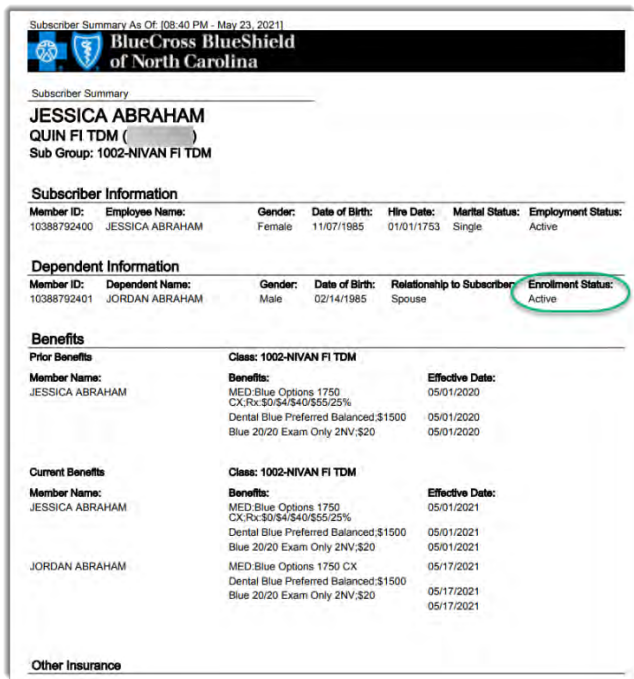 Subscriber Summary As Of: [08:40 PM - May 23, 2021]
BlueCross BlueShield
of North Carolina
Subscriber Summary
JESSICA ABRAHAM
QUIN FI TDM ( )
Sub Group: 1002-NIVAN FI TDM
Subscriber Information
Member ID: Employee Name: Gender: Date of Birth: Hire Date: Marital Status: Employment Status:
10388792400 JESSICA ABRAHAM Female 11/07/1985 01/01/1753 Single Active
Dependent Information
Member ID: Dependent Name: Gender: Date of Birth: Relationship to Subscriber: Enrollment Status:
10388792401 JORDAN ABRAHAM Male 02/14/1985 Spouse Active
Benefits
Prior Benefits Class: 1002-NIVAN FI TDM
Member Name: Benefits: Effective Date:
JESSICA ABRAHAM MED:Blue Options 1750 05/01/2020
CX;Rx:$0/$4/$40/$55/25%
Dental Blue Preferred Balanced;$1500 05/01/2020
Blue 20/20 Exam Only 2NV;$20 05/01/2020
Current Benefits Class: 1002-NIVAN FI TDM
Member Name: Benefits: Effective Date:
JESSICA ABRAHAM MED:Blue Options 1750 05/01/2021
CX;Rx:$0/$4/$40/$55/25%
Dental Blue Preferred Balanced;$1500 05/01/2021
Blue 20/20 Exam Only 2NV;$20 05/01/2021
JORDAN ABRAHAM MED:Blue Options 1750 CX 05/17/2021
Dental Blue Preferred Balanced;$1500 05/17/2021
Blue 20/20 Exam Only 2NV;$20 05/17/2021
Other Insurance